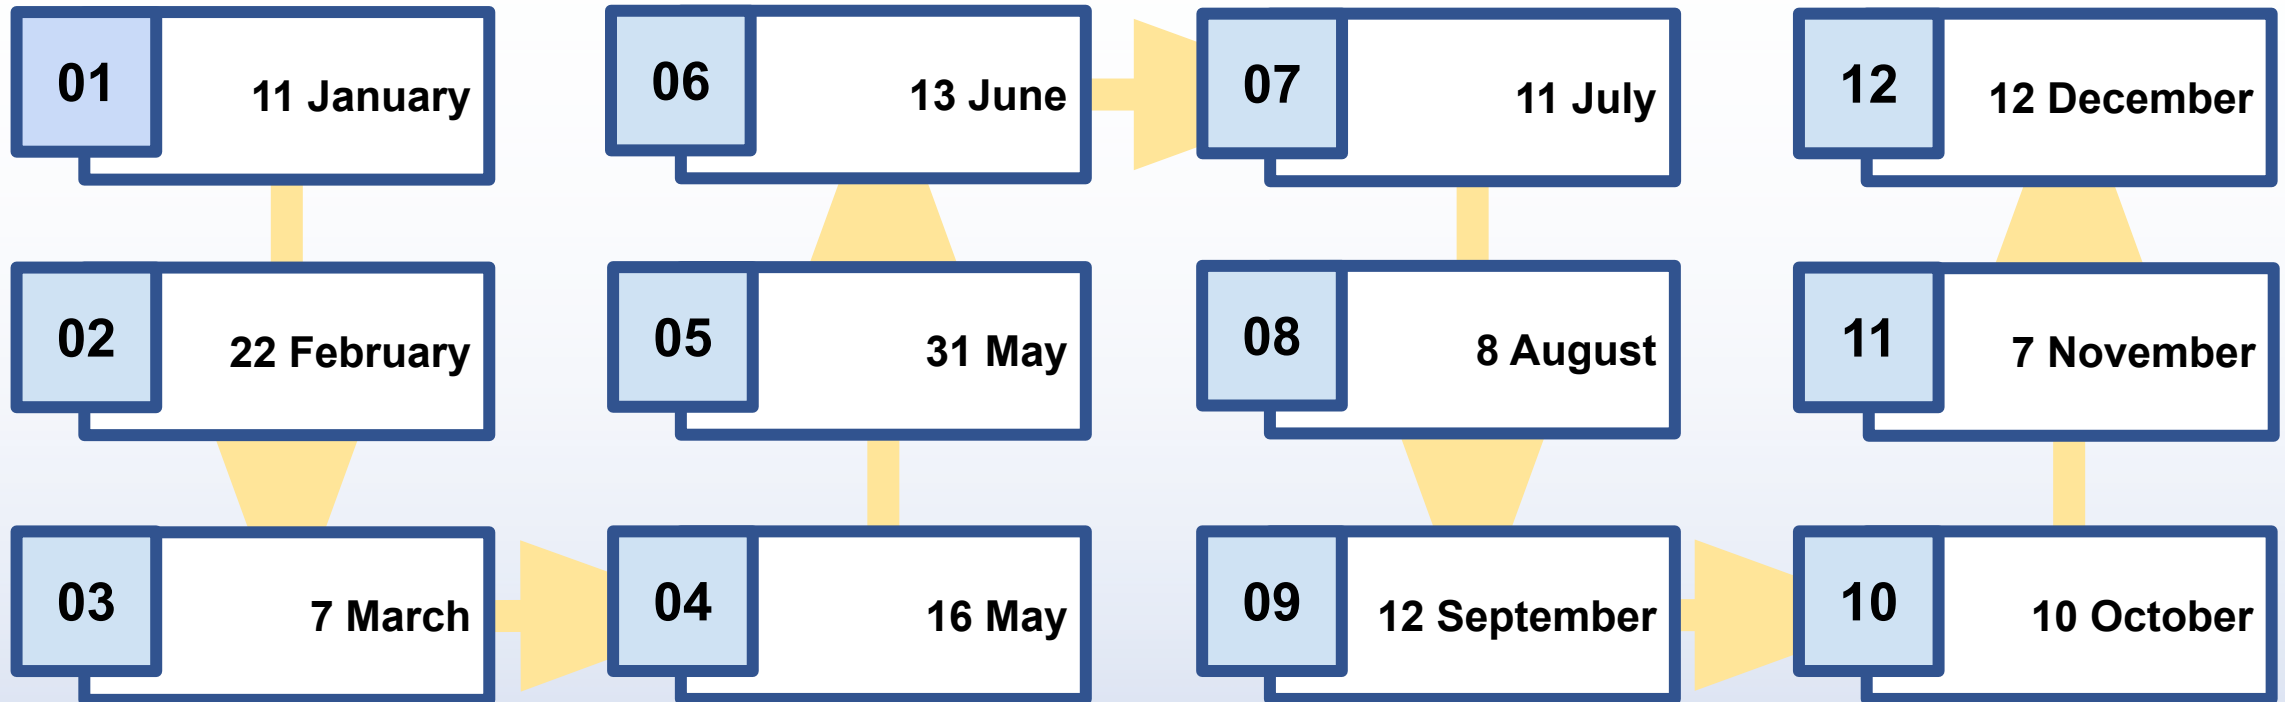 01
11 January
02
22 February
03
7 March
04
16 May
05
31 May
06
13 June
07
11 July
08
8 August
09
12 September
10
10 October
11
7 November
12
12 December